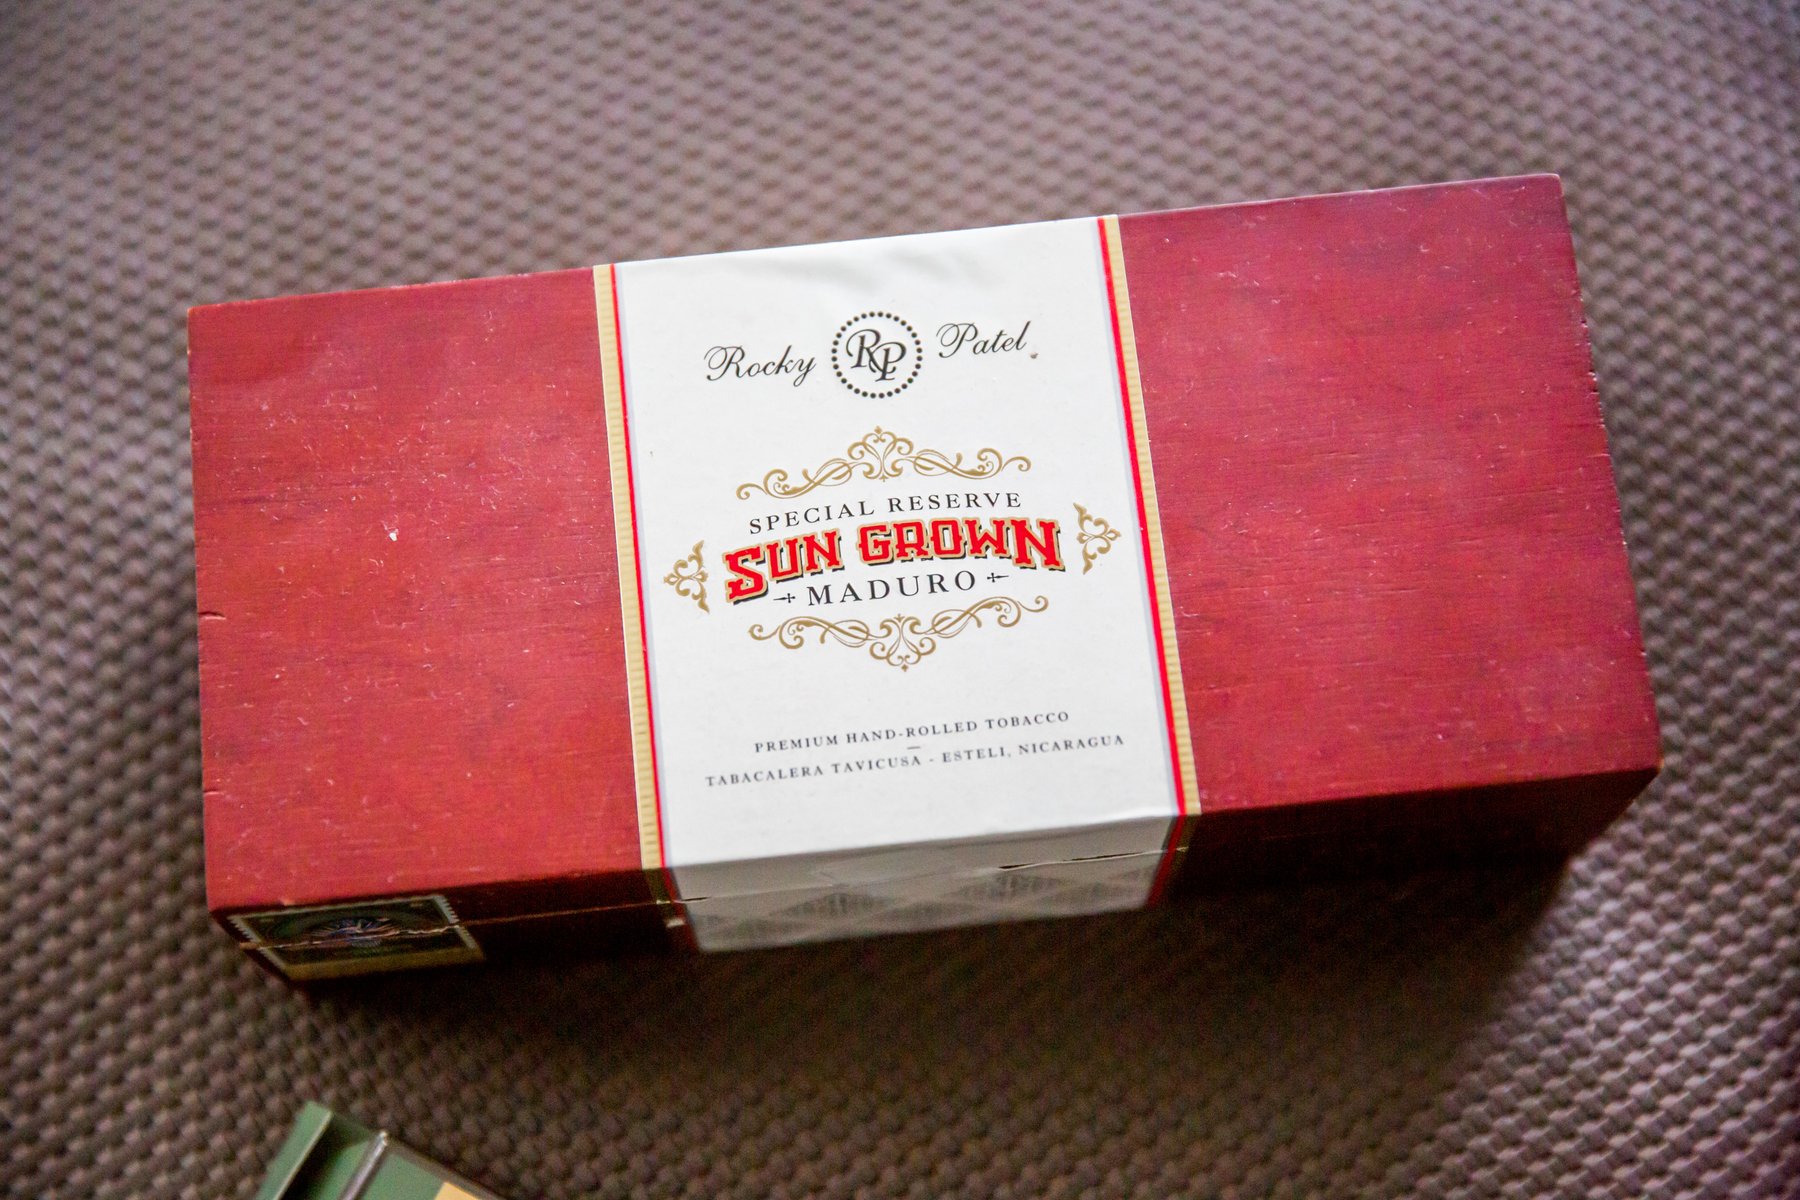 Rocky RP Patel
SPECIAL RESERVE
SUN GROWN
MADURO
PREMIUM HAND-ROLLED TOBACCO
TABACALERA TAVICUSA - ESTELI, NICARAGUA